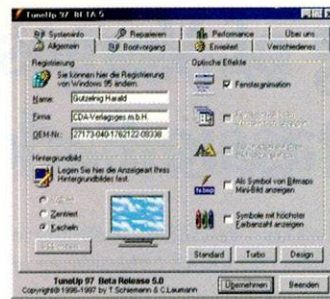 TuneUp 97 BETA 5
Systeminfo
Reparieren
Performance
Über uns
Allgemein
Bootvorgang
Erweitert
Verschiedenes
Registrierung
Sie können hier die Registrierung
von Windows 95 ändern.
Name: Gutzelnig Harald
Firma: CDA-Verlagsges.m.b.H.
OEM-Nr.: 27173-040-1762122-09338
Hintergrundbild
Legen Sie hier die Anzeigeart Ihres
Hintergrundbildes fest.
Zentriert
Kacheln
Optische Effekte
Fensteranimation
Als Symbol von Bitmaps
Mini-Bild anzeigen
Symbole mit höchster
Farbanzahl anzeigen
Standard
Turbo
Design
TuneUp 97 Beta Release 5.0
Copyright© 1996-1997 by T.Schiemann & C.Laumann
Übernehmen
Beenden